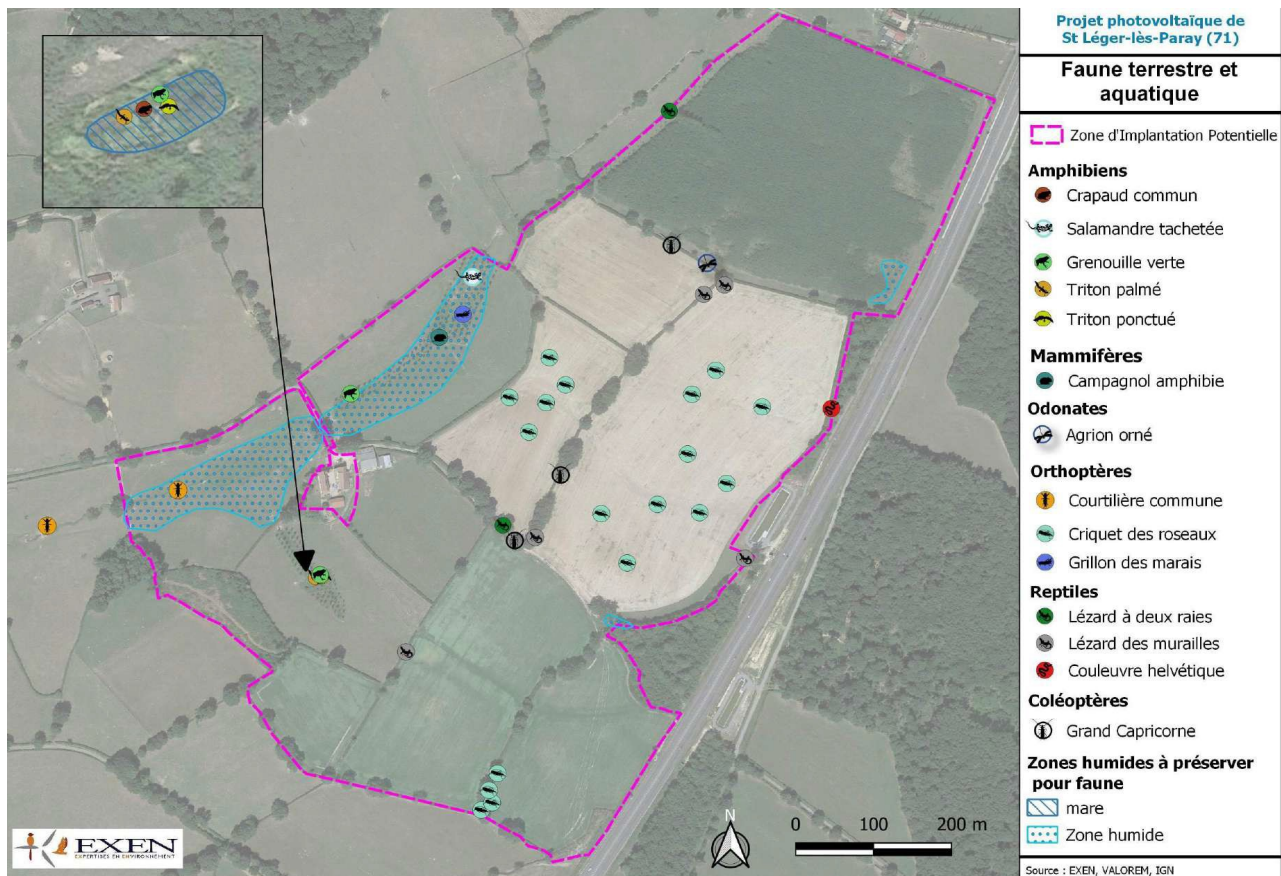 Projet photovoltaïque de
St Léger-lès-Paray (71)
Faune terrestre et
aquatique
Zone d'Implantation Potentielle
Amphibiens
Crapaud commun
Salamandre tachetée
Grenouille verte
Triton palmé
Triton ponctué
Mammifères
Campagnol amphibie
Odonates
Agrion orné
Orthoptères
Courtilière commune
Criquet des roseaux
Grillon des marais
Reptiles
Lézard à deux raies
Lézard des murailles
Couleuvre helvétique
Coléoptères
Grand Capricorne
Zones humides à préserver
pour faune
mare
Zone humide
Source : EXEN, VALOREM, IGN
EXEN
EXPERTISES EN ENVIRONNEMENT
N
0 100 200 m